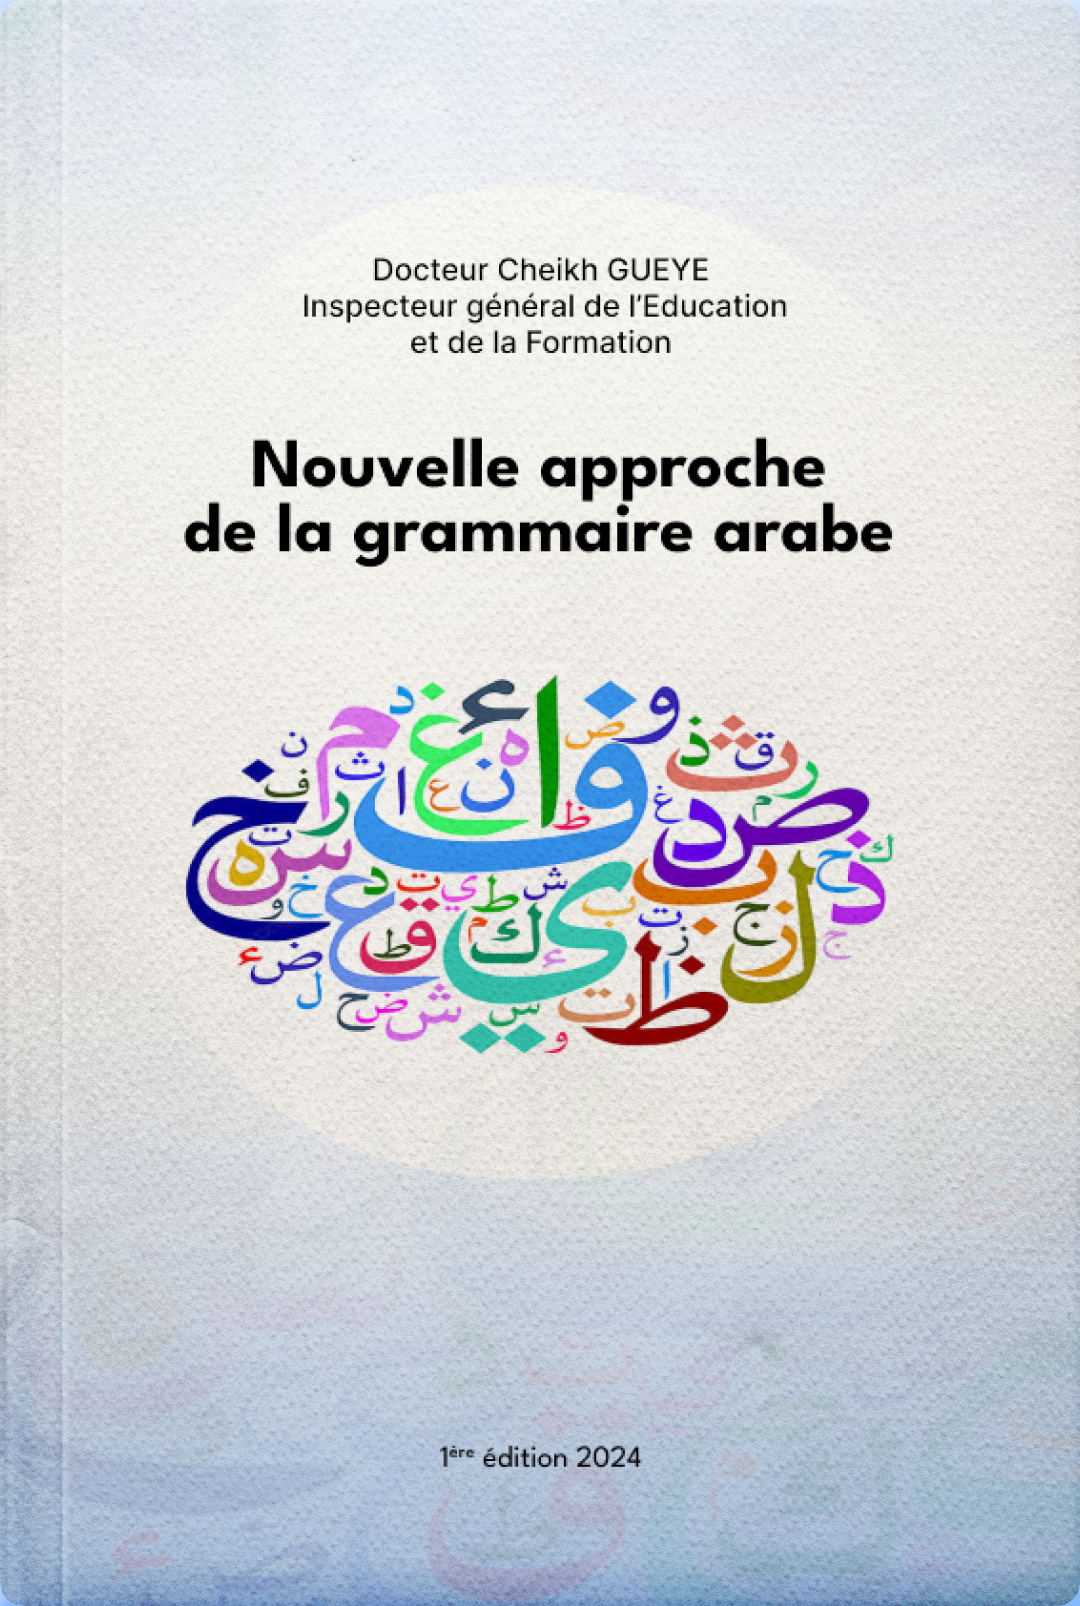 Docteur Cheikh GUEYE
Inspecteur général de l'Education
et de la Formation
Nouvelle approche
de la grammaire arabe
د غ ئ ه ا ض و
ن م ث ا ع ن ف ظ ذ ث ق ر
خ ف ر ت س ه غ د م ص
و خ ع د ت ي ط ش ب ب ت ج ل ح ذ ك
ء ض ق ط م ك ء ي ز ا ظ ز ج
ل ح ض ش س و ت
1ère édition 2024